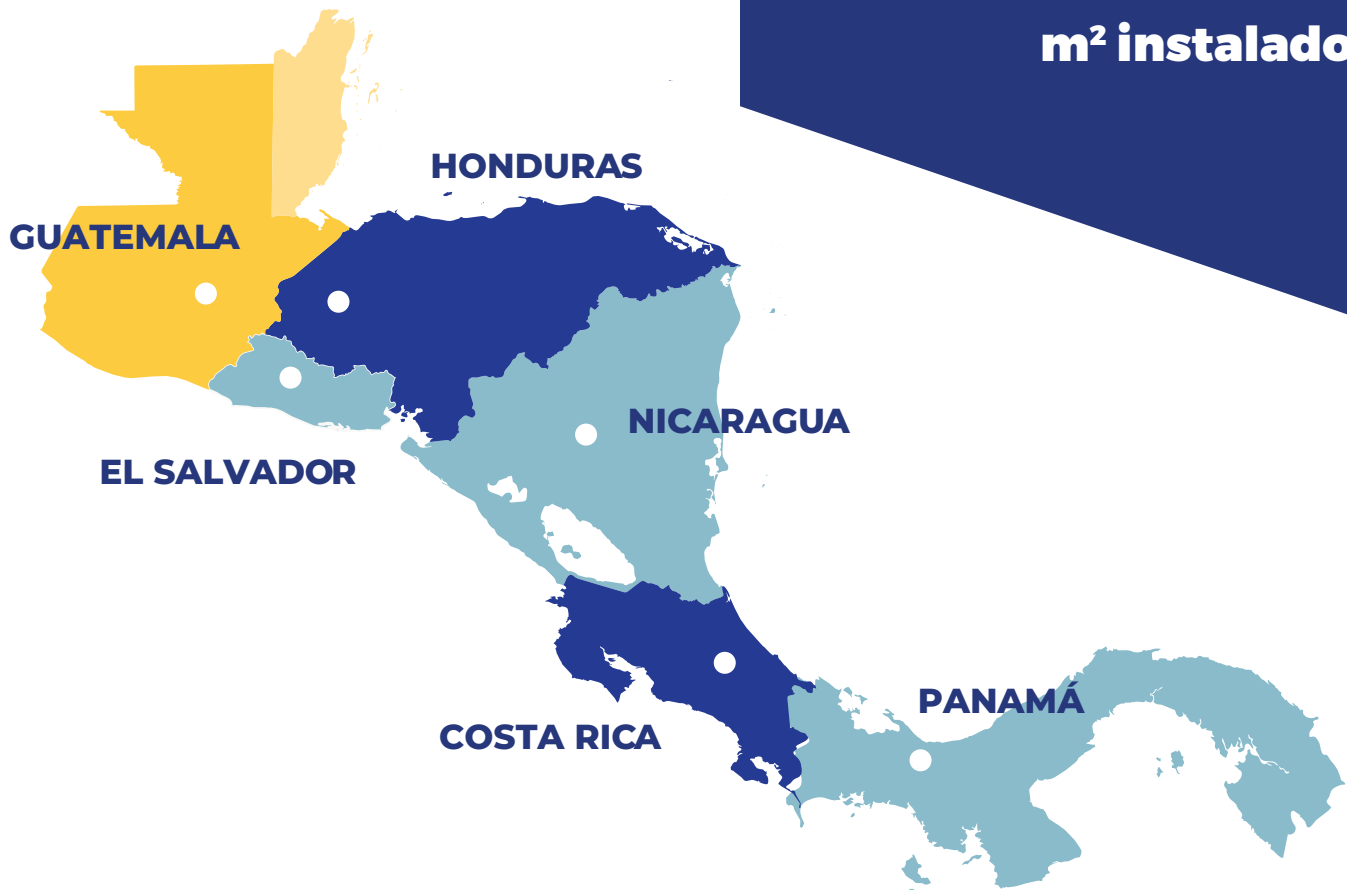 m² instalado
HONDURAS
GUATEMALA
NICARAGUA
EL SALVADOR
PANAMÁ
COSTA RICA